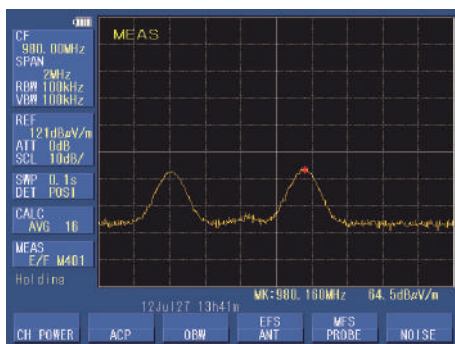 MEAS
CF
980.00MHz
SPAN
2MHz
RBW 100kHz
VBW 100kHz
REF
121dBμV/m
ATT 0dB
SCL 10dB/
SWP 0.1s
DET POSI
CALC
AVG 16
MEAS
E/F M401
Holding
MK:980.160MHz 64.5dBμV/m
12Jul27 13h41m
CH POWER ACP OBW EFS ANT MFS PROBE NOISE